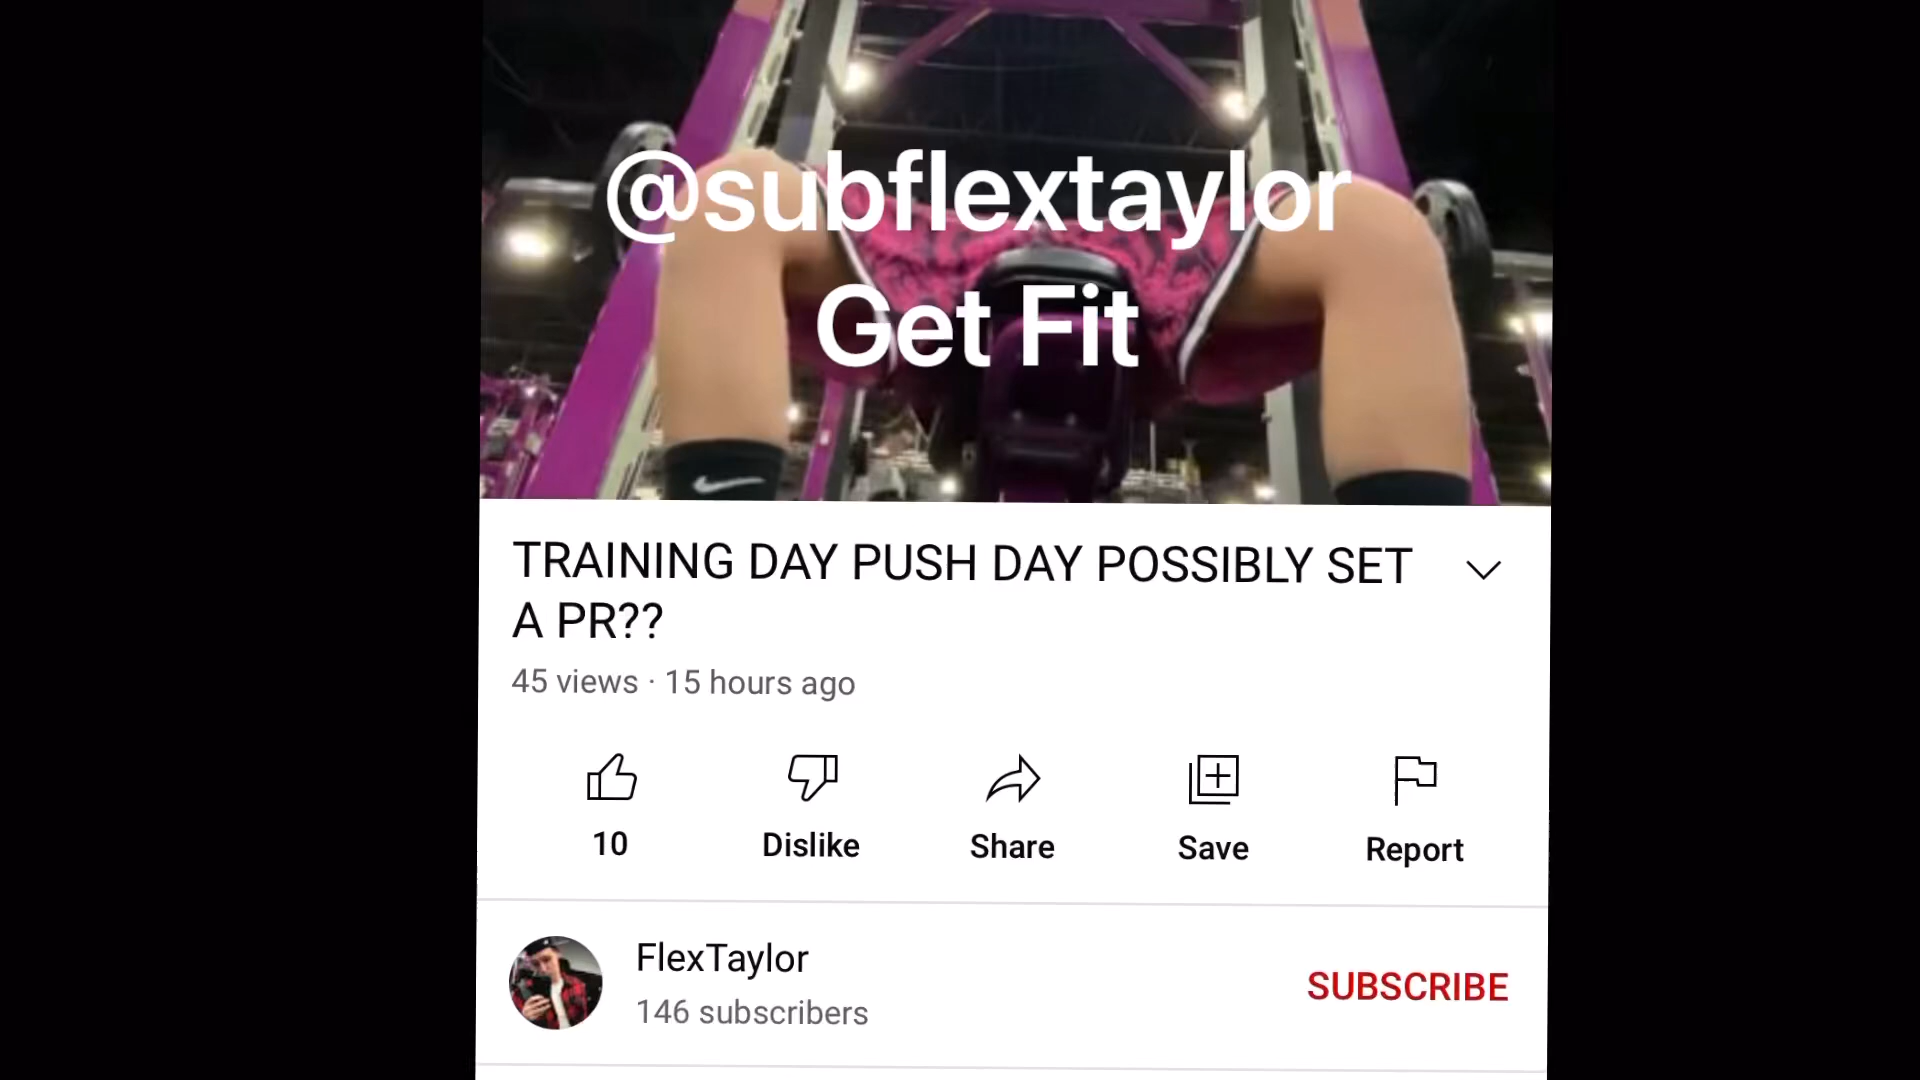 @subflextaylor
Get Fit
TRAINING DAY PUSH DAY POSSIBLY SET
A PR??
45 views · 15 hours ago
10
Dislike
Share
Save
Report
FlexTaylor
146 subscribers
SUBSCRIBE